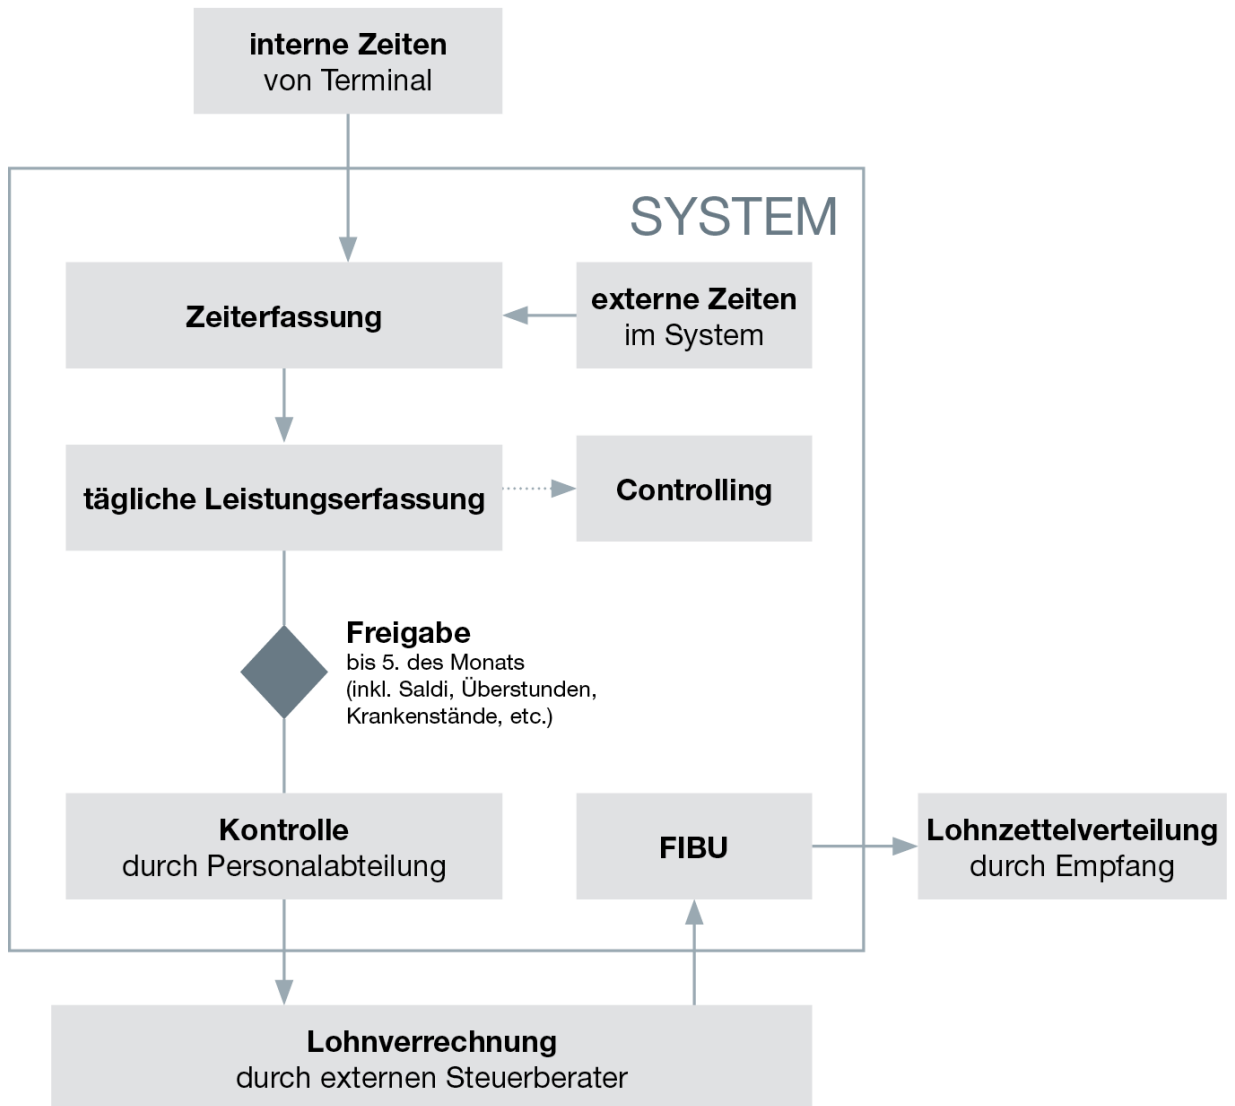 interne Zeiten
von Terminal
SYSTEM
Zeiterfassung
externe Zeiten
im System
tägliche Leistungserfassung
Controlling
Freigabe
bis 5. des Monats
(inkl. Saldi, Überstunden,
Krankenstände, etc.)
Kontrolle
durch Personalabteilung
FIBU
Lohnzettelverteilung
durch Empfang
Lohnverrechnung
durch externen Steuerberater